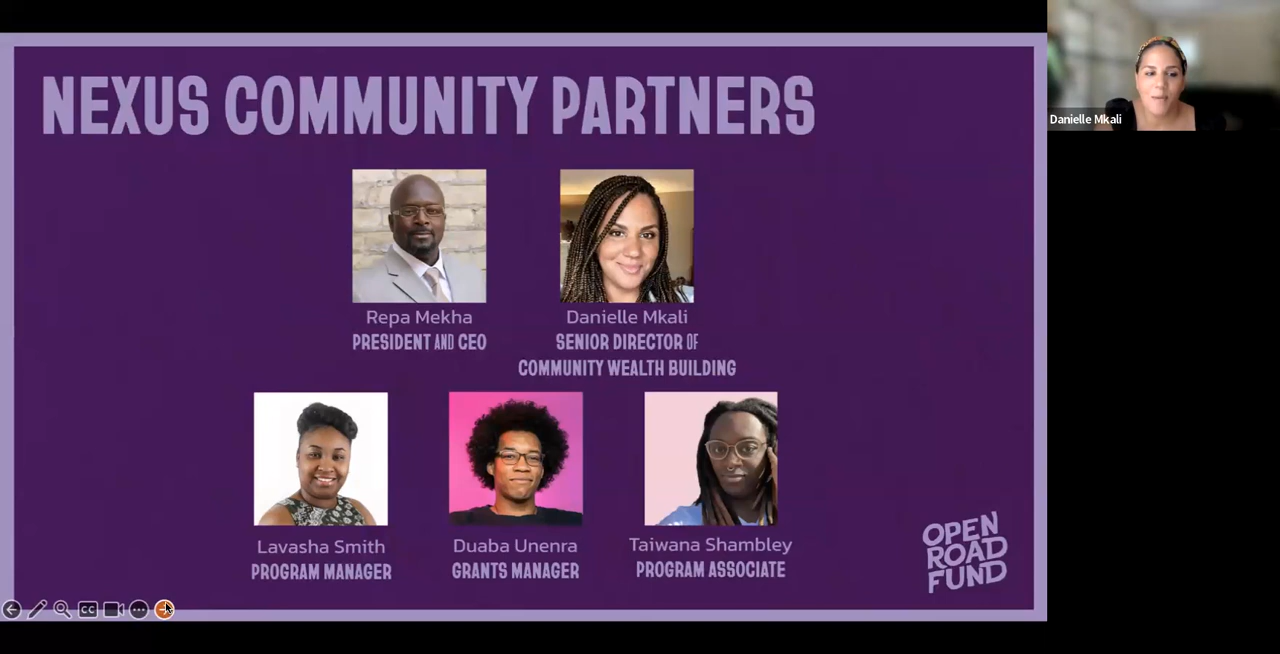 NEXUS COMMUNITY PARTNERS
Danielle Mkali
Repa Mekha
PRESIDENT AND CEO
Danielle Mkali
SENIOR DIRECTOR OF
COMMUNITY WEALTH BUILDING
Lavasha Smith
PROGRAM MANAGER
Duaba Unenra
GRANTS MANAGER
Taiwana Shambley
PROGRAM ASSOCIATE
OPEN
ROAD
FUND
CC